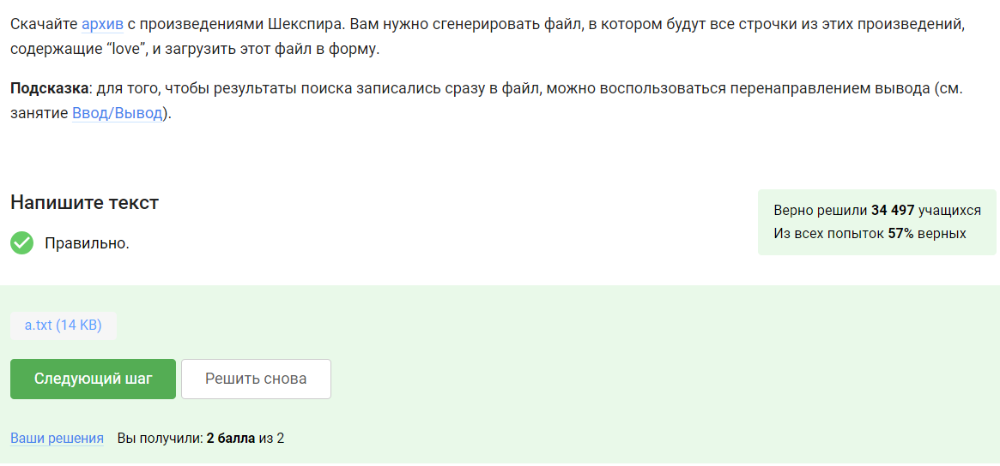 Скачайте архив с произведениями Шекспира. Вам нужно сгенерировать файл, в котором будут все строчки из этих произведений,
содержащие “love”, и загрузить этот файл в форму.
Подсказка: для того, чтобы результаты поиска записались сразу в файл, можно воспользоваться перенаправлением вывода (см.
занятие Ввод/Вывод).
Напишите текст
Правильно.
Верно решили 34 497 учащихся
Из всех попыток 57% верных
a.txt (14 KB)
Следующий шаг
Решить снова
Ваши решения Вы получили: 2 балла из 2